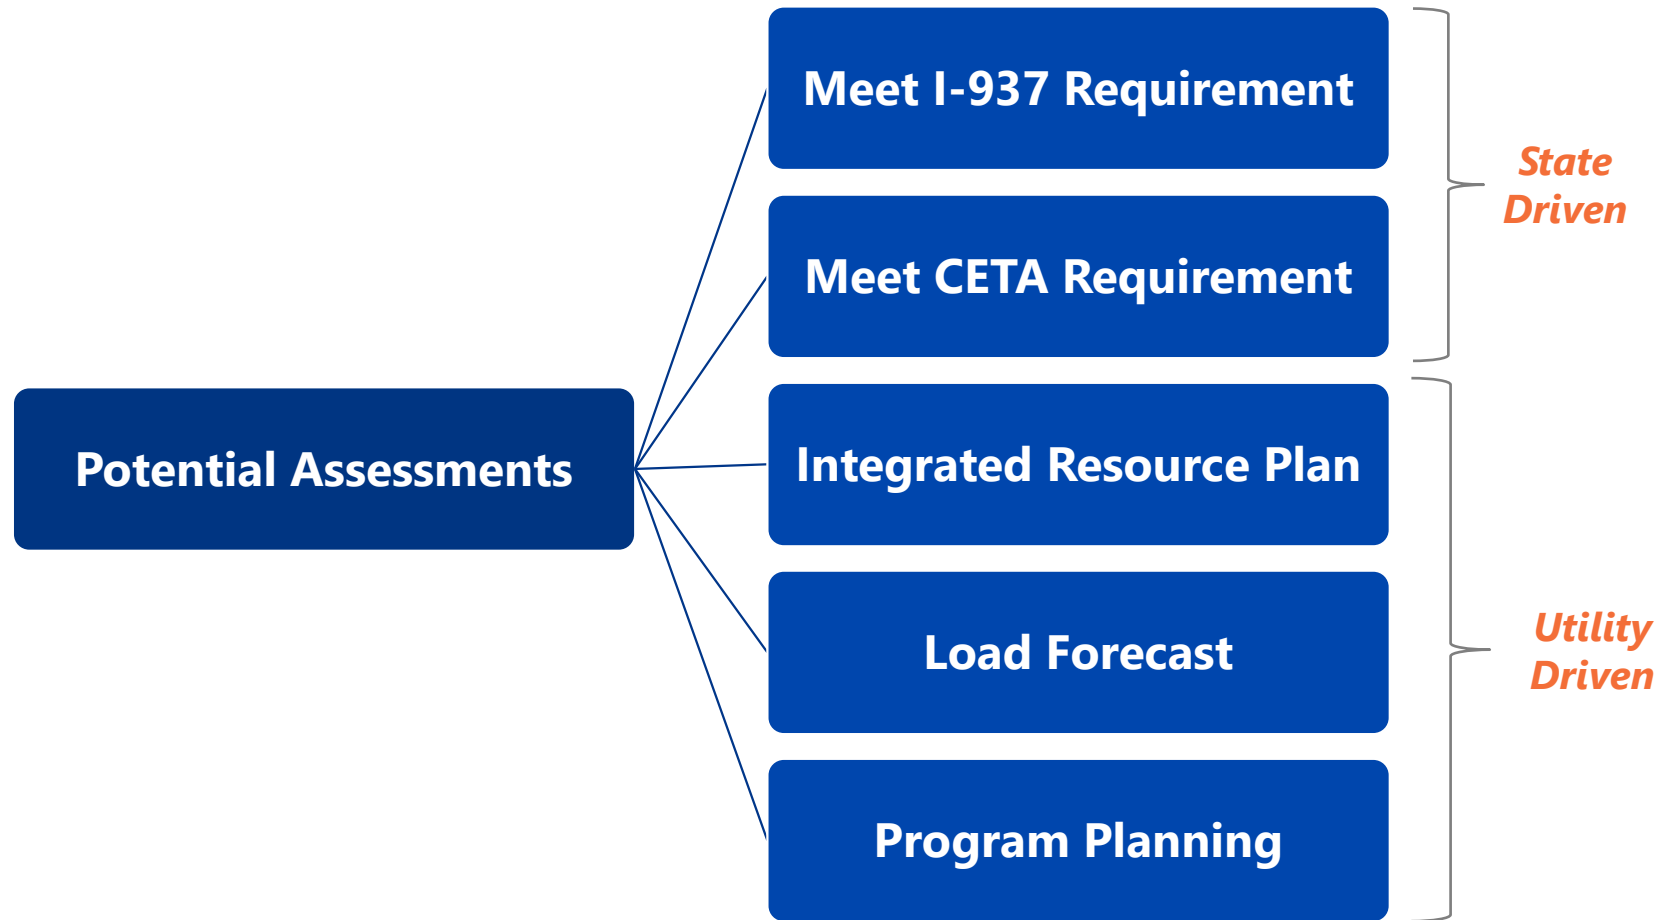 Meet I-937 Requirement
State
Driven
Meet CETA Requirement
Potential Assessments
Integrated Resource Plan
Load Forecast
Utility
Driven
Program Planning